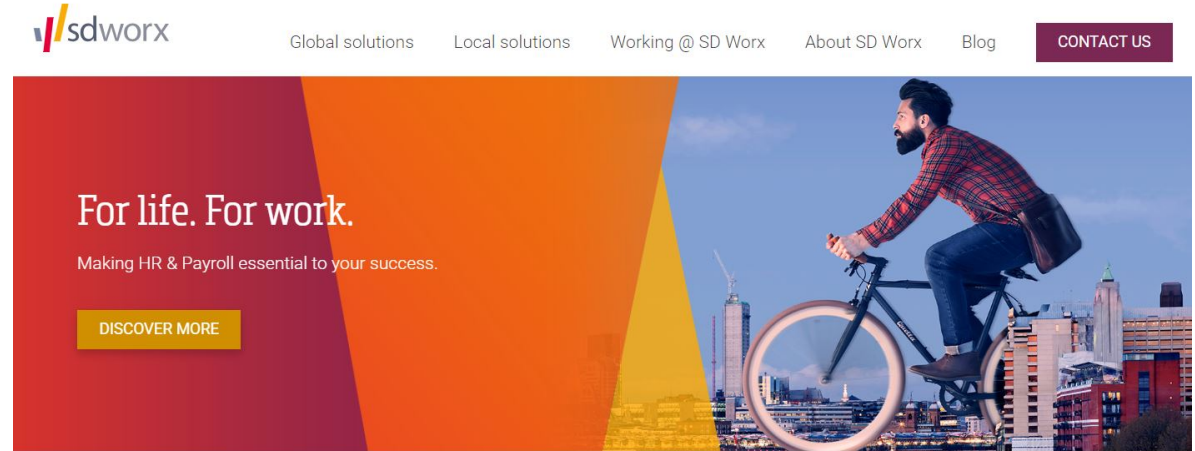 sdworx
Global solutions
Local solutions
Working @ SD Worx
About SD Worx
Blog
CONTACT US
For life. For work.
Making HR & Payroll essential to your success.
DISCOVER MORE